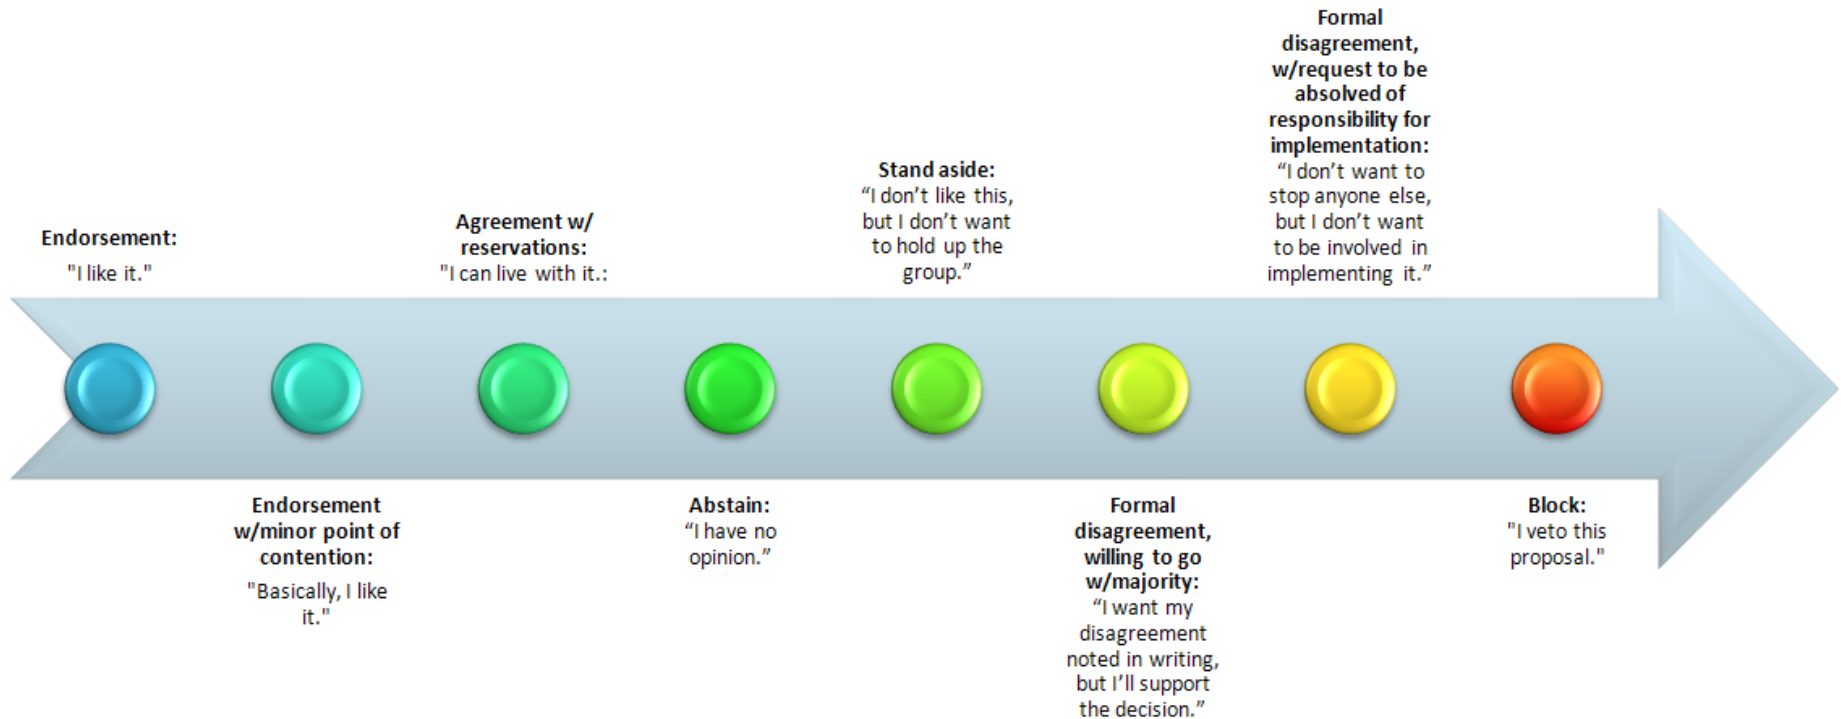 Endorsement:
"I like it."
Endorsement
w/minor point of
contention:
"Basically, I like
it."
Agreement w/
reservations:
"I can live with it.:
Abstain:
“I have no
opinion.”
Stand aside:
“I don’t like this,
but I don’t want
to hold up the
group.”
Formal
disagreement,
willing to go
w/majority:
“I want my
disagreement
noted in writing,
but I’ll support
the decision.”
Formal
disagreement,
w/request to be
absolved of
responsibility for
implementation:
“I don’t want to
stop anyone else,
but I don’t want
to be involved in
implementing it.”
Block:
"I veto this
proposal."